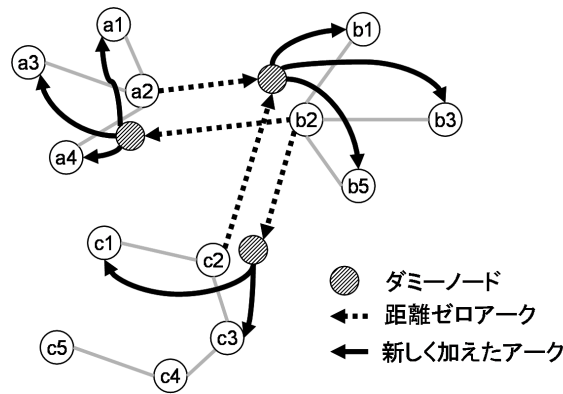 a1
a3
a2
a4
b1
b2
b3
b5
c1
c2
c3
c5
c4
ダミーノード
距離ゼロアーク
新しく加えたアーク